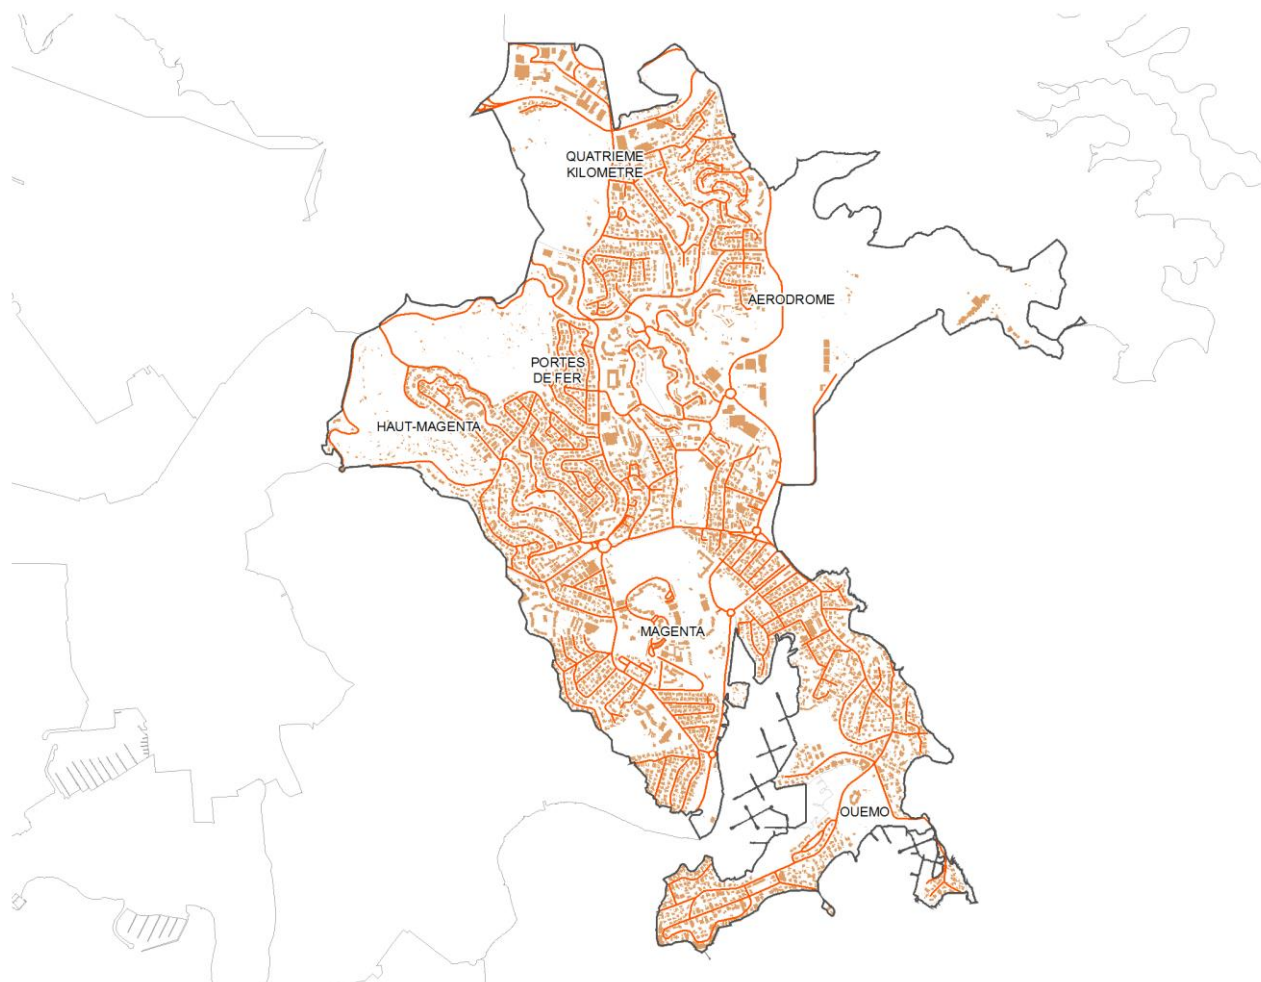 QUATRIEME
KILOMETRE
AERODROME
PORTES
DE FER
HAUT-MAGENTA
MAGENTA
OUEMO